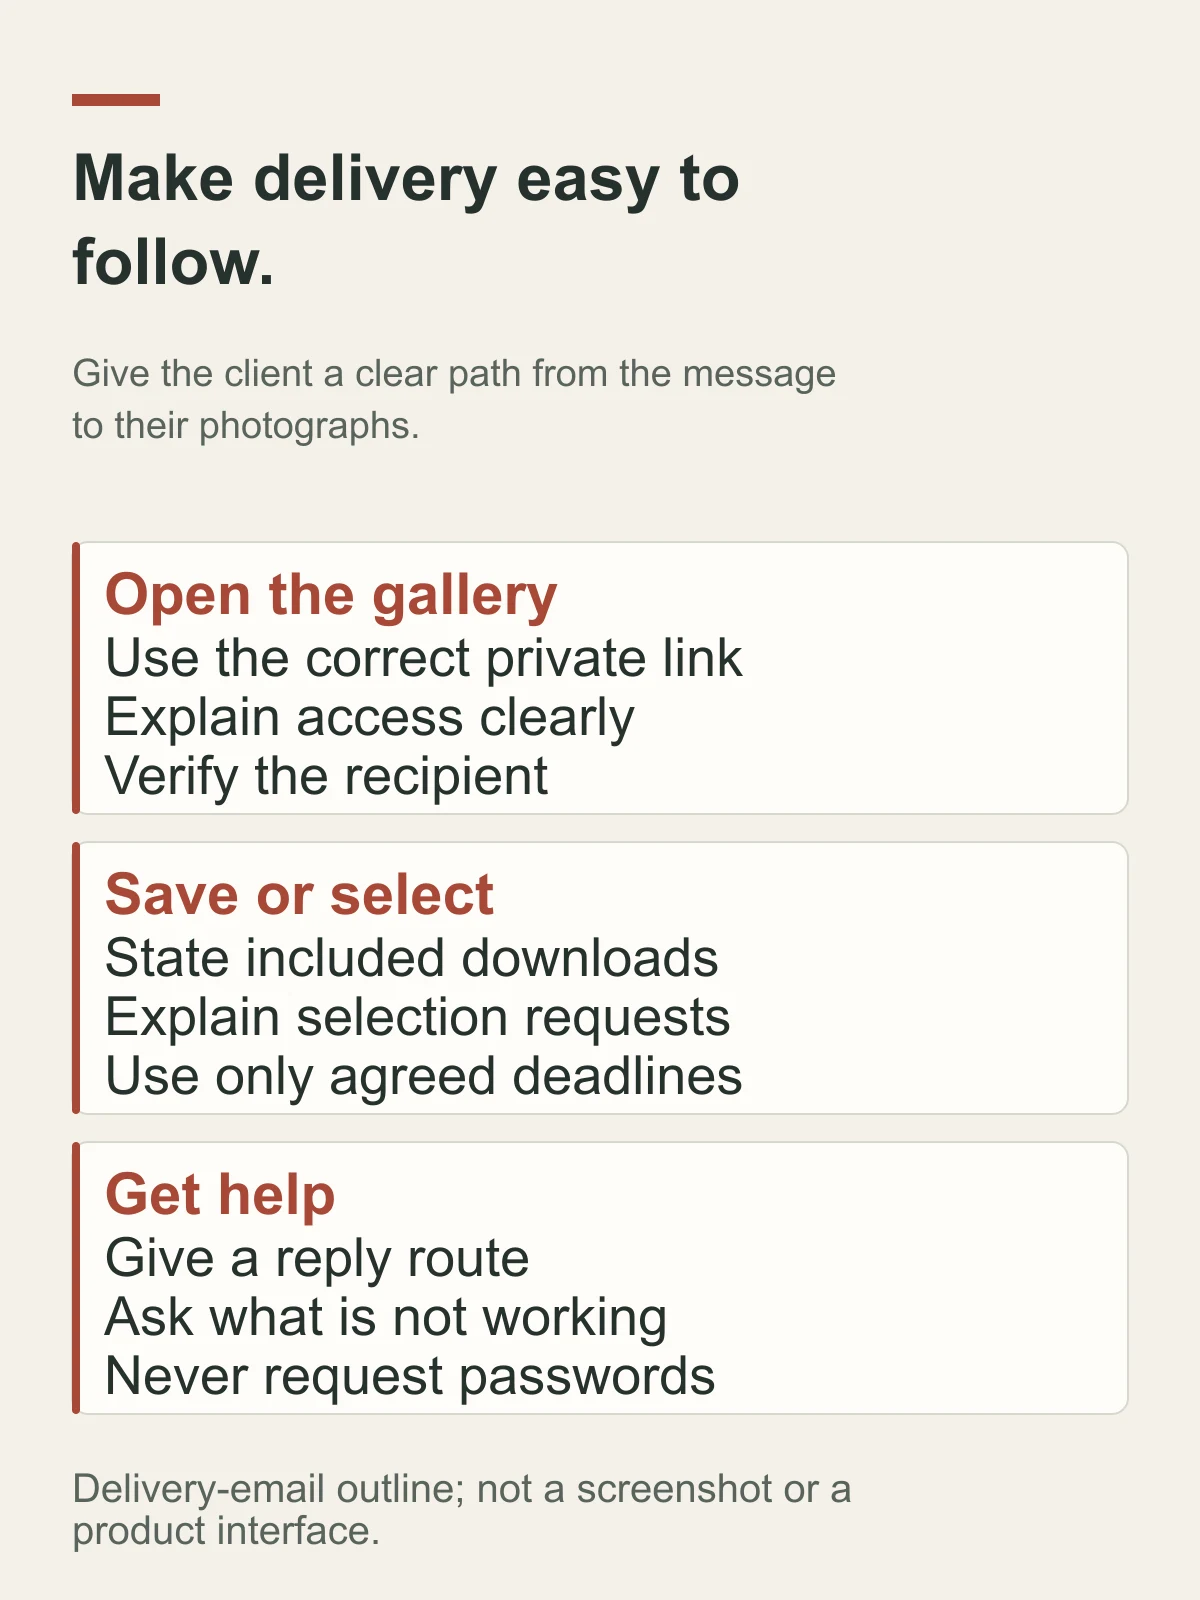 Make delivery easy to
follow.
Give the client a clear path from the message
to their photographs.
Open the gallery
Use the correct private link
Explain access clearly
Verify the recipient
Save or select
State included downloads
Explain selection requests
Use only agreed deadlines
Get help
Give a reply route
Ask what is not working
Never request passwords
Delivery-email outline; not a screenshot or a
product interface.